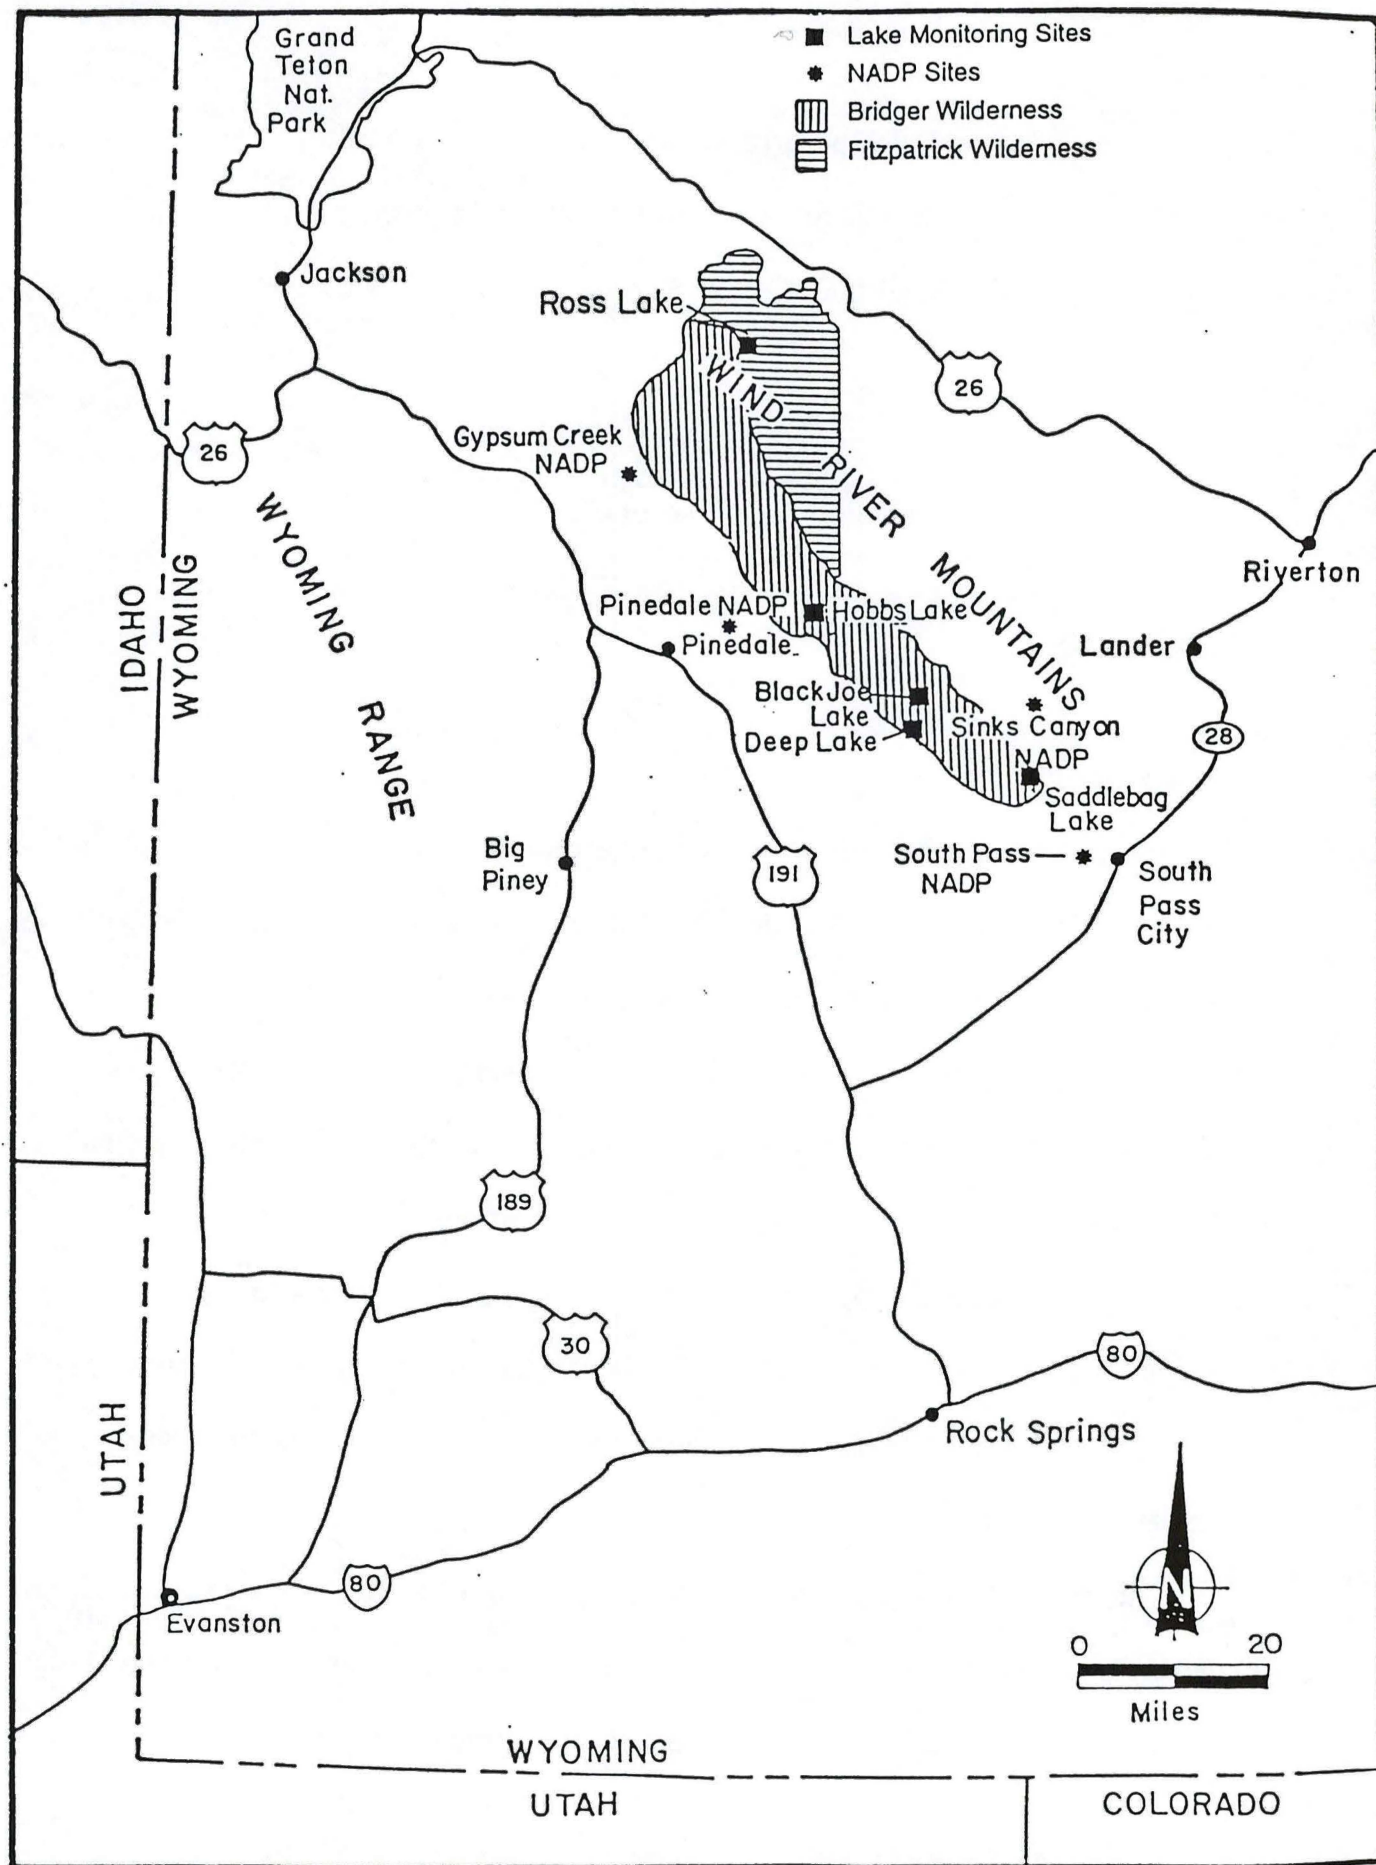 Grand
Teton
Nat.
Park
Lake Monitoring Sites
NADP Sites
Bridger Wilderness
Fitzpatrick Wilderness
Jackson
Ross Lake
WIND RIVER MOUNTAINS
26
26
Gypsum Creek
NADP
WYOMING RANGE
IDAHO
WYOMING
Riverton
Pinedale NADP
Hobbs Lake
Pinedale
Lander
Black Joe
Lake
Deep Lake
Sinks Canyon
NADP
28
Saddlebag
Lake
Big
Piney
191
South Pass
NADP
South
Pass
City
189
30
80
Rock Springs
UTAH
80
Evanston
N
0 20
Miles
WYOMING
UTAH
COLORADO